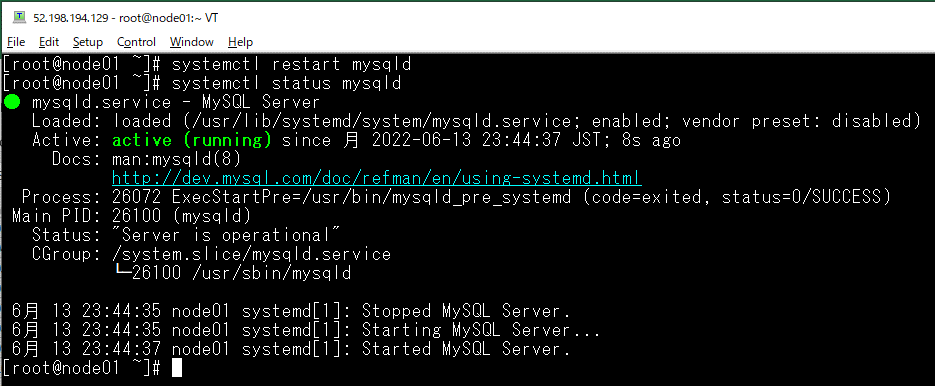 52.198.194.129 - root@node01:~ VT
File Edit Setup Control Window Help
[root@node01 ~]# systemctl restart mysqld
[root@node01 ~]# systemctl status mysqld
● mysqld.service - MySQL Server
Loaded: loaded (/usr/lib/systemd/system/mysqld.service; enabled; vendor preset: disabled)
Active: active (running) since 月 2022-06-13 23:44:37 JST; 8s ago
Docs: man:mysqld(8)
http://dev.mysql.com/doc/refman/en/using-systemd.html
Process: 26072 ExecStartPre=/usr/bin/mysqld_pre_systemd (code=exited, status=0/SUCCESS)
Main PID: 26100 (mysqld)
Status: "Server is operational"
CGroup: /system.slice/mysqld.service
└─26100 /usr/sbin/mysqld
6月 13 23:44:35 node01 systemd[1]: Stopped MySQL Server.
6月 13 23:44:35 node01 systemd[1]: Starting MySQL Server...
6月 13 23:44:37 node01 systemd[1]: Started MySQL Server.
[root@node01 ~]#